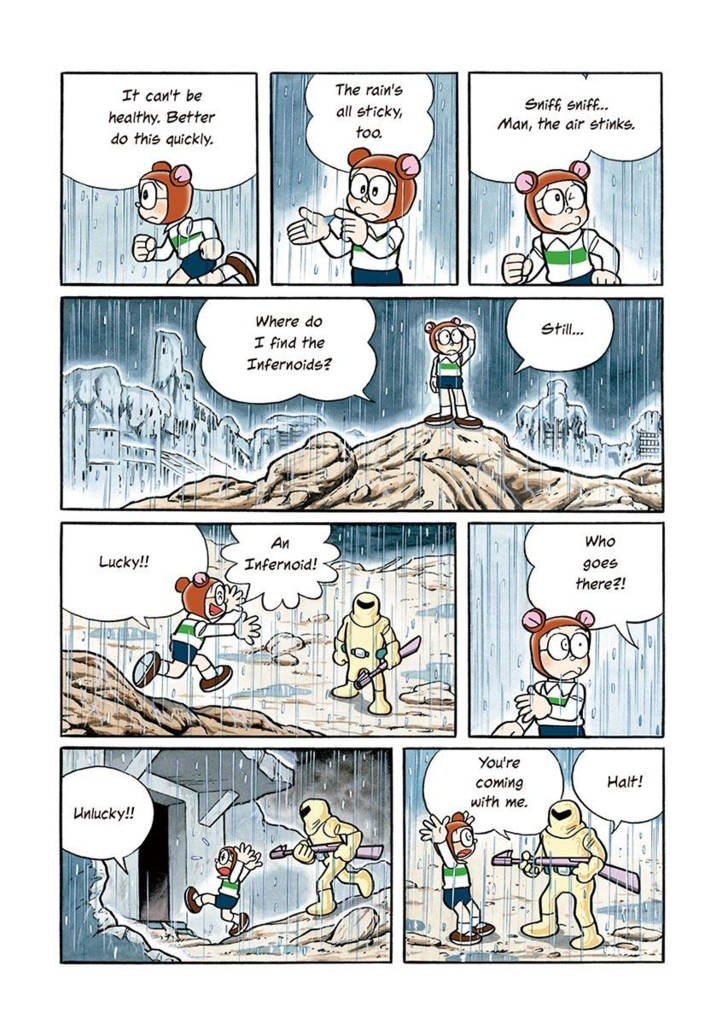 Sniff, sniff...
Man, the air stinks.
The rain's
all sticky,
too.
It can't be
healthy. Better
do this quickly.
Still...
Where do
I find the
Infernoids?
Who
goes
there?!
An
Infernoid!
Lucky!!
Halt!
You're
coming
with me.
Unlucky!!